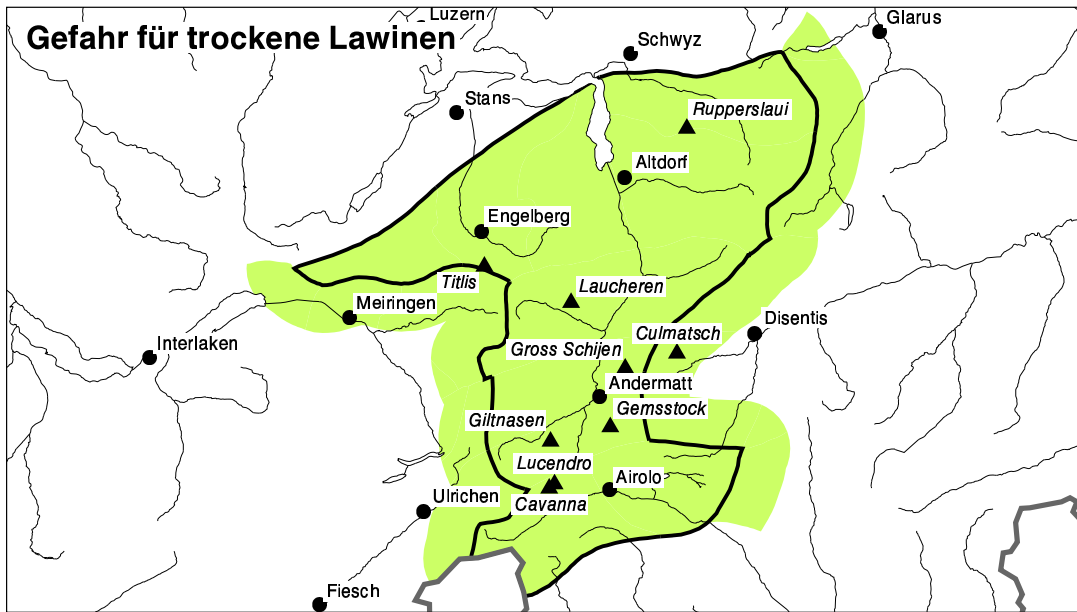 Luzern
Glarus
Gefahr für trockene Lawinen
Schwyz
Stans
Rupperslaui
Altdorf
Engelberg
Titlis
Laucheren
Meiringen
Disentis
Culmatsch
Interlaken
Gross Schijen
Andermatt
Gemsstock
Giltnasen
Lucendro
Airolo
Ulrichen
Cavanna
Fiesch